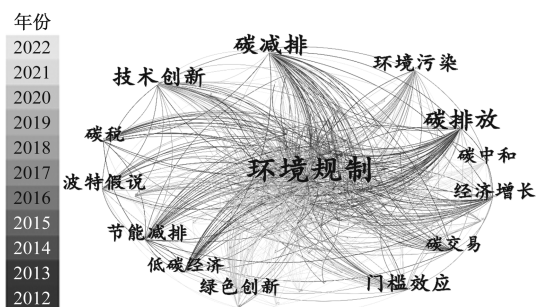 年份
2022
2021
2020
2019
2018
2017
2016
2015
2014
2013
2012
碳减排
环境污染
技术创新
碳排放
碳税
碳中和
环境规制
波特假说
经济增长
节能减排
碳交易
低碳经济
绿色创新
门槛效应